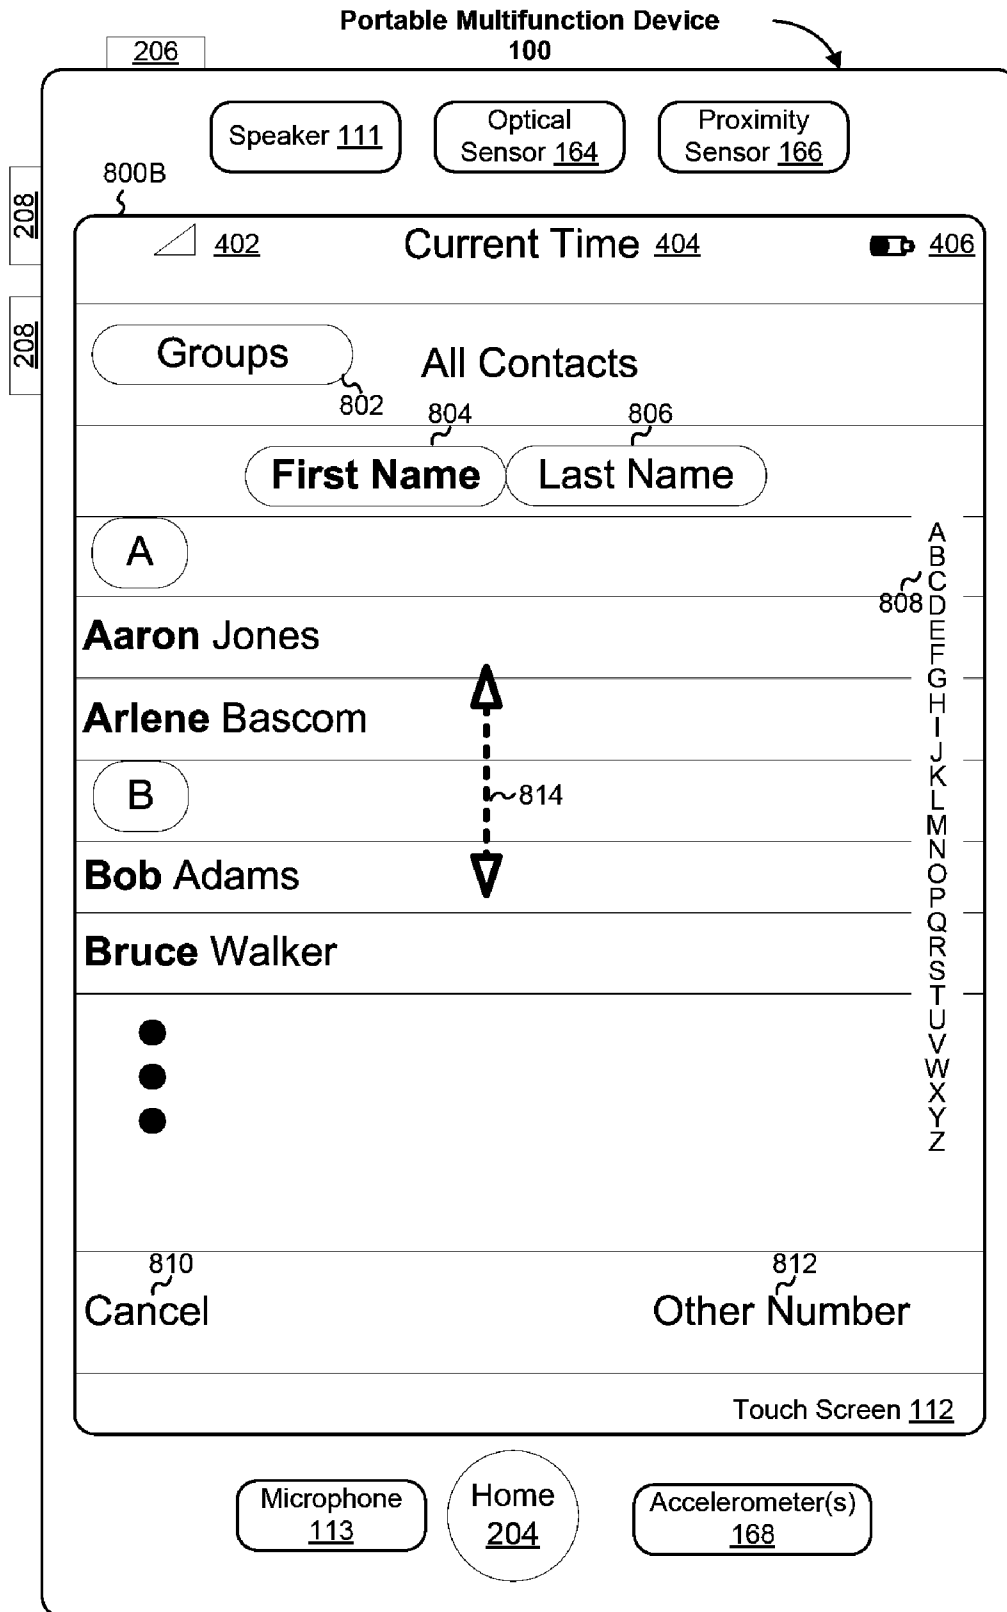 Portable Multifunction Device
100
206
Speaker 111
Optical
Sensor 164
Proximity
Sensor 166
800B
208
208
402
Current Time 404
406
Groups
802
All Contacts
804
806
First Name
Last Name
A
808
Aaron Jones
Arlene Bascom
B
814
Bob Adams
Bruce Walker
A
B
C
D
E
F
G
H
I
J
K
L
M
N
O
P
Q
R
S
T
U
V
W
X
Y
Z
810
812
Cancel
Other Number
Touch Screen 112
Microphone
113
Home
204
Accelerometer(s)
168